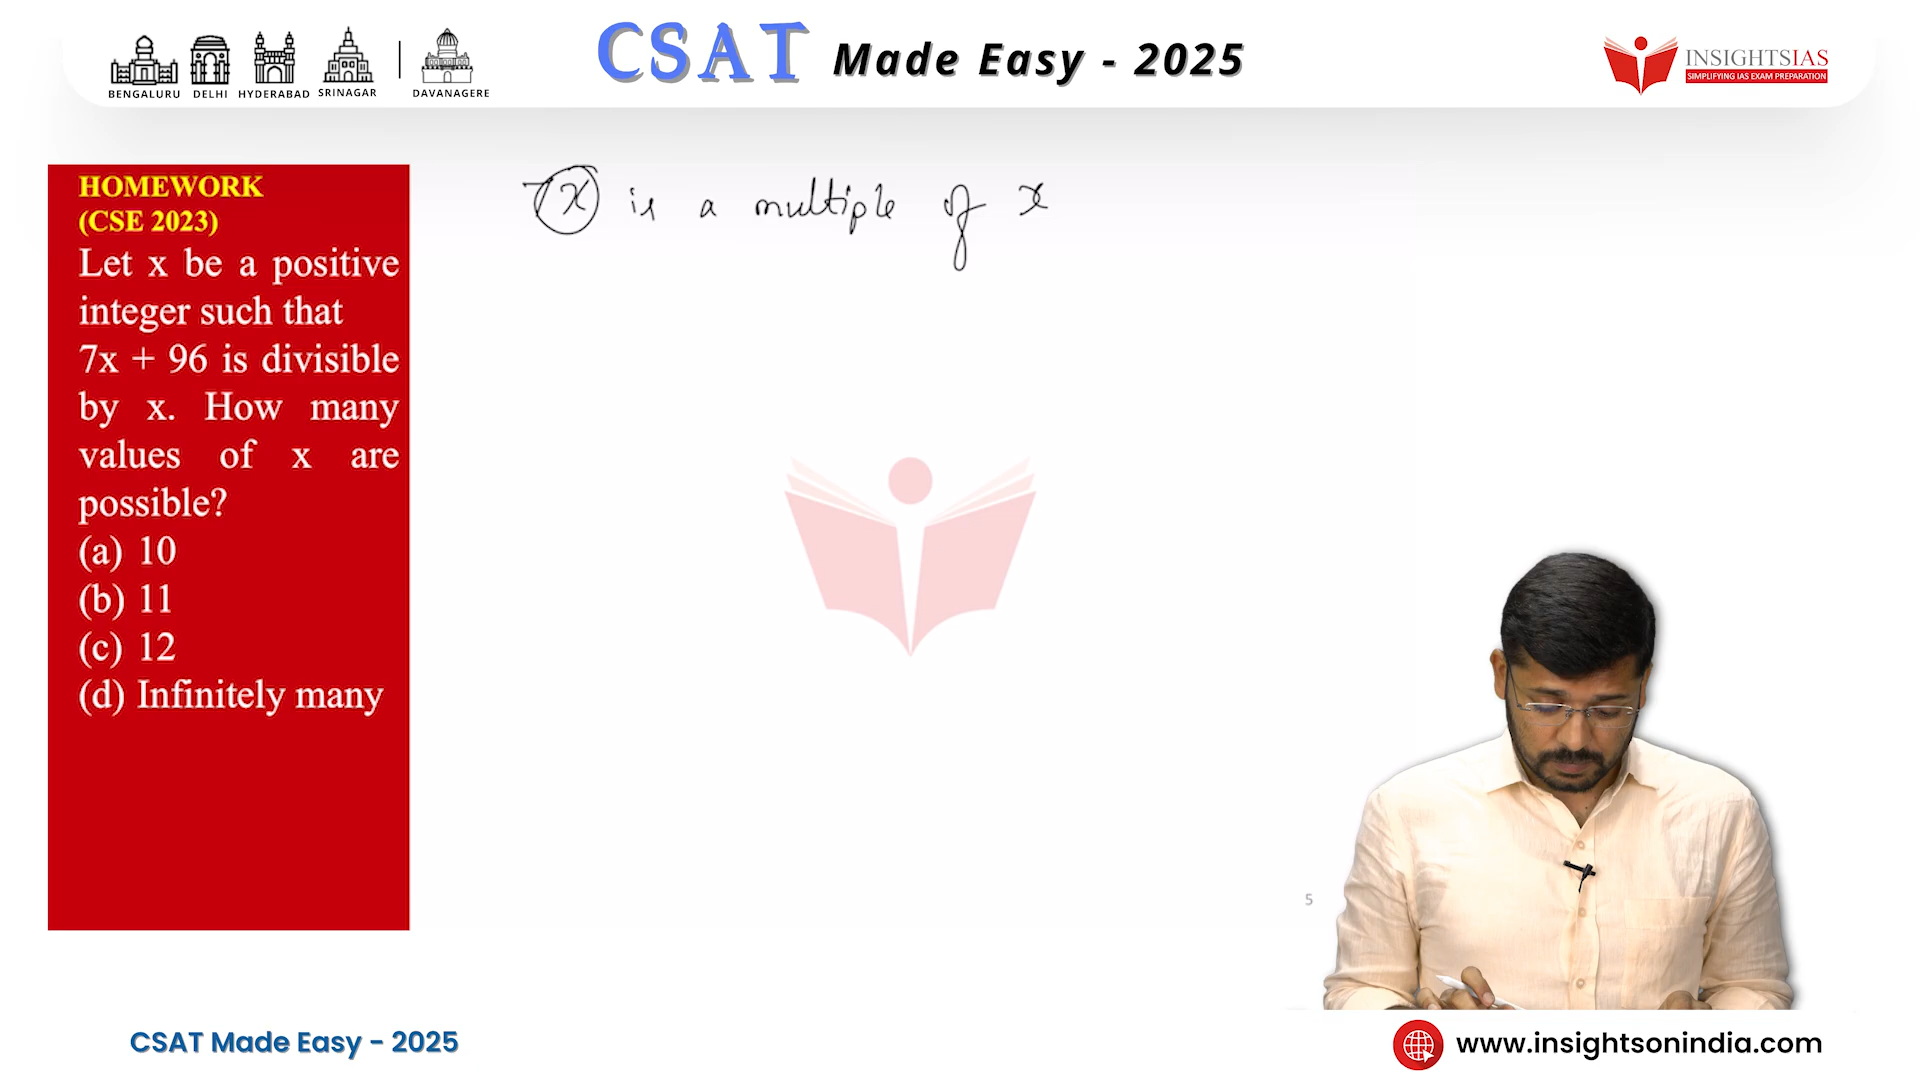 CSAT Made Easy - 2025
BENGALURU DELHI HYDERABAD SRINAGAR DAVANAGERE
INSIGHTSIAS
SIMPLIFYING IAS EXAM PREPARATION
HOMEWORK
(CSE 2023)
Let x be a positive
integer such that
7x + 96 is divisible
by x. How many
values of x are
possible?
(a) 10
(b) 11
(c) 12
(d) Infinitely many
7x is a multiple of x
5
CSAT Made Easy - 2025
www.insightsonindia.com